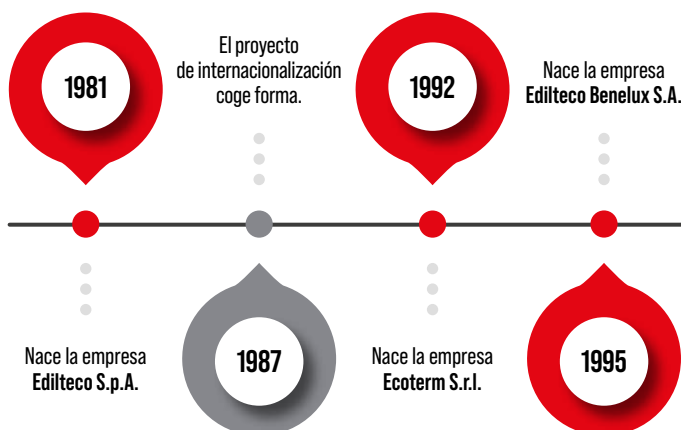 1981
Nace la empresa
Edilteco S.p.A.
El proyecto
de internacionalización
coge forma.
1987
1992
Nace la empresa
Ecoterm S.r.l.
Nace la empresa
Edilteco Benelux S.A.
1995